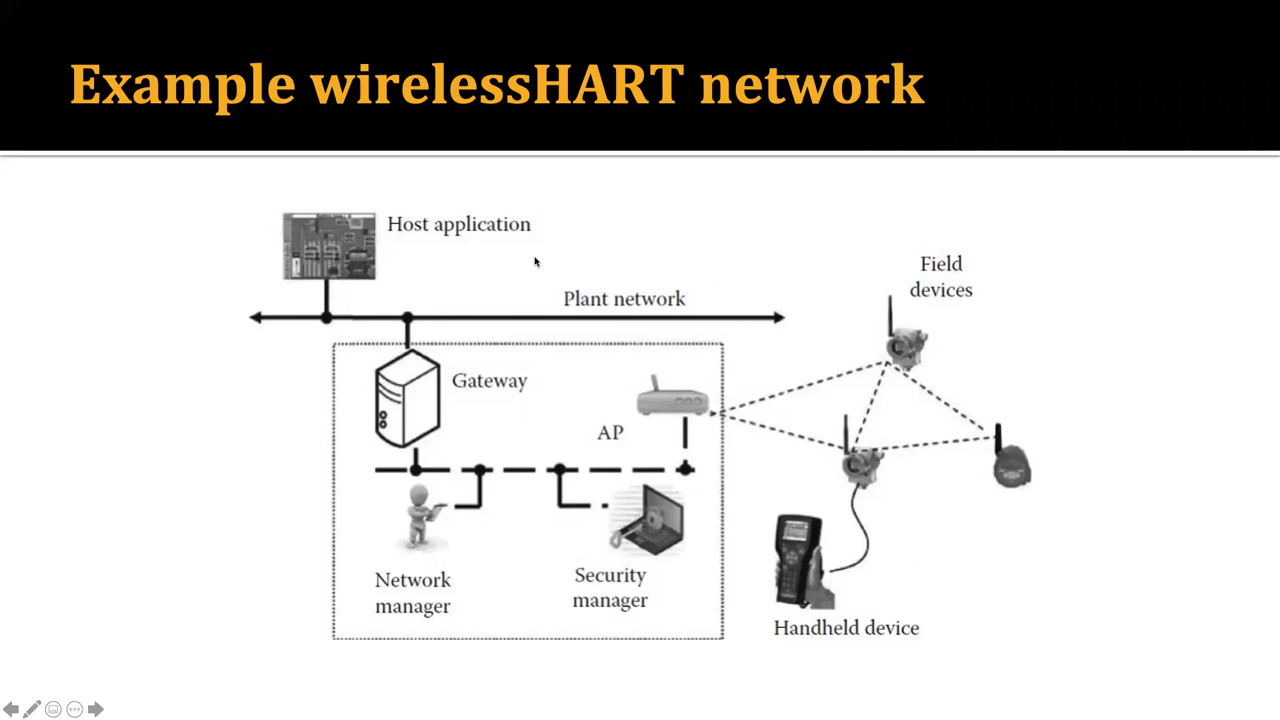 Example wirelessHART network
Host application
Plant network
Field
devices
Gateway
AP
Network
manager
Security
manager
Handheld device